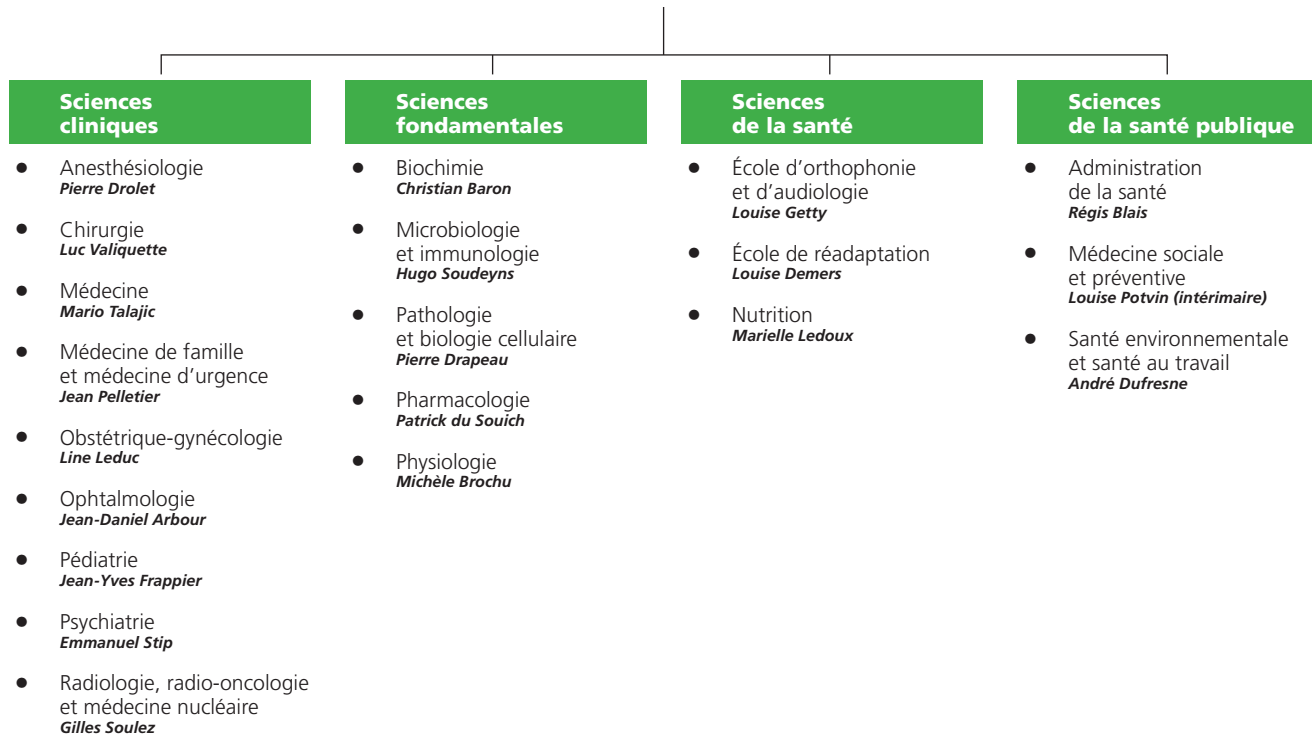 Sciences
cliniques
Anesthésiologie
Pierre Drolet
Chirurgie
Luc Valiquette
Médecine
Mario Talajic
Médecine de famille
et médecine d'urgence
Jean Pelletier
Obstétrique-gynécologie
Line Leduc
Ophtalmologie
Jean-Daniel Arbour
Pédiatrie
Jean-Yves Frappier
Psychiatrie
Emmanuel Stip
Radiologie, radio-oncologie
et médecine nucléaire
Gilles Soulez
Sciences
fondamentales
Biochimie
Christian Baron
Microbiologie
et immunologie
Hugo Soudeyns
Pathologie
et biologie cellulaire
Pierre Drapeau
Pharmacologie
Patrick du Souich
Physiologie
Michèle Brochu
Sciences
de la santé
École d'orthophonie
et d'audiologie
Louise Getty
École de réadaptation
Louise Demers
Nutrition
Marielle Ledoux
Sciences
de la santé publique
Administration
de la santé
Régis Blais
Médecine sociale
et préventive
Louise Potvin (intérimaire)
Santé environnementale
et santé au travail
André Dufresne